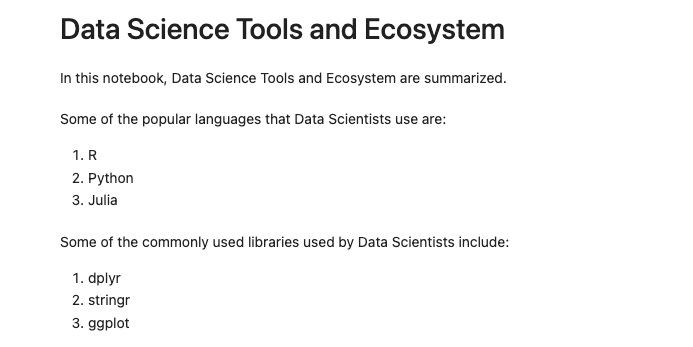 Data Science Tools and Ecosystem
In this notebook, Data Science Tools and Ecosystem are summarized.
Some of the popular languages that Data Scientists use are:
1. R
2. Python
3. Julia
Some of the commonly used libraries used by Data Scientists include:
1. dplyr
2. stringr
3. ggplot